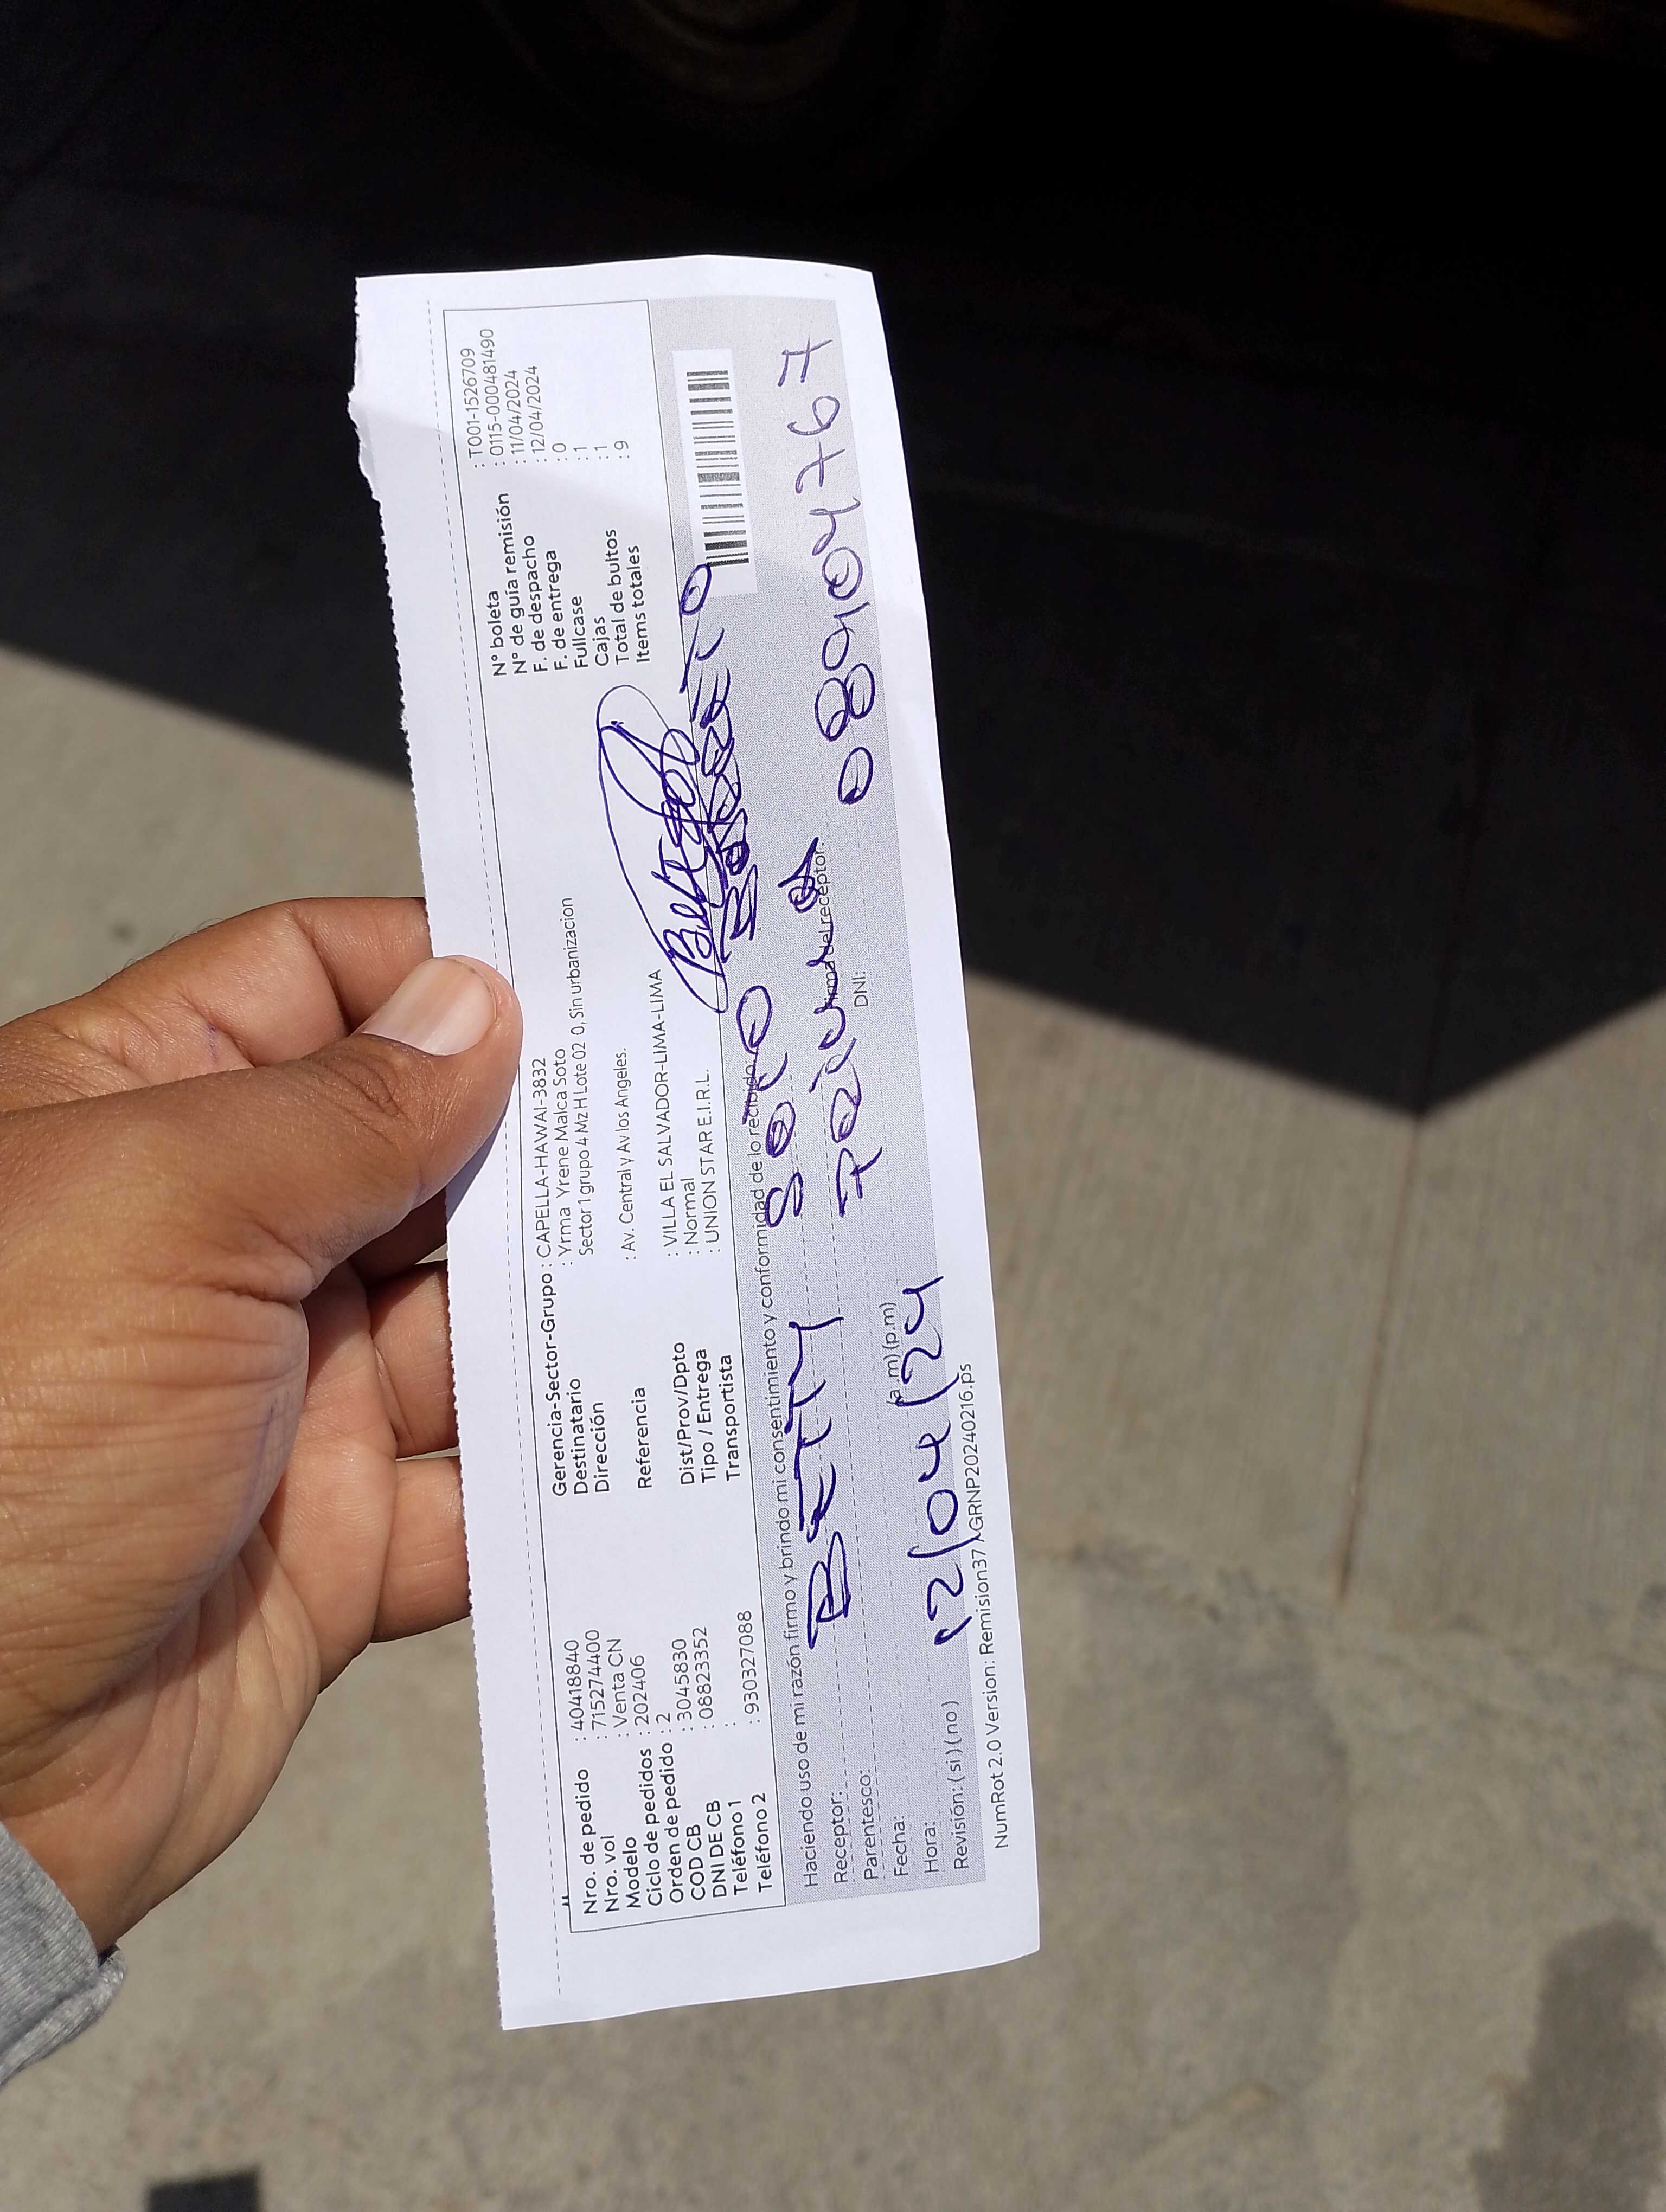 Nro. de pedido : 40418840
Nro. vol : 715274400
Modelo : Venta CN
Ciclo de pedidos : 202406
Orden de pedido : 2
COD CB : 3045830
DNI DE CB : 08823352
Teléfono 1 :
Teléfono 2 : 930327088
Gerencia-Sector-Grupo : CAPELLA-HAWAI-3832
Destinatario : Yrma Yrene Malca Soto
Dirección Sector 1 grupo 4 Mz H Lote 02 0, Sin urbanizacion
Referencia : Av. Central y Av los Angeles.
Dist/Prov/Dpto : VILLA EL SALVADOR-LIMA-LIMA
Tipo / Entrega : Normal
Transportista : UNION STAR E.I.R.L.
N° boleta : T001-1526709
N° de guía remisión : 0115-000481490
F. de despacho : 11/04/2024
F. de entrega : 12/04/2024
Fullcase : 0
Cajas : 1
Total de bultos : 1
Items totales : 9
Haciendo uso de mi razón firmo y brindo mi consentimiento y conformidad de lo recibido.
Receptor: BETTY SOTO
Parentesco:
Fecha: 12/04/24
Hora: (a.m) (p.m)
Revisión: (si) (no)
Firma del receptor.
DNI: 089104767
NumRot 2.0 Version: Remision37 GRNP20240216.ps